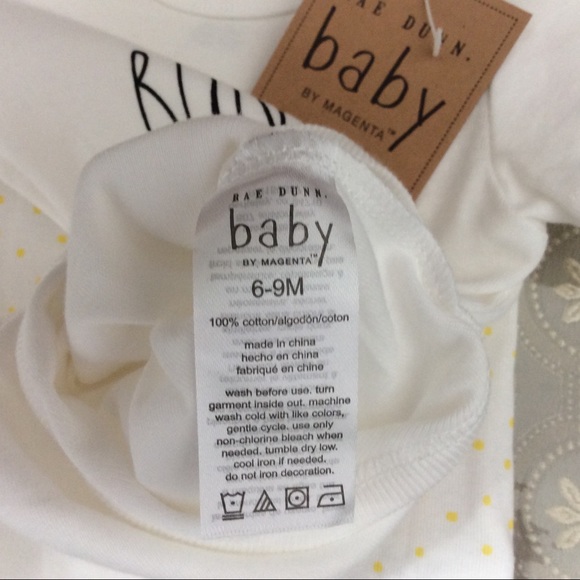 RAE DUNN.
baby
BY MAGENTA™
RAE DUNN.
baby
BY MAGENTA™
6-9M
100% cotton/algodón/coton
made in china
hecho en china
fabriqué en chine
wash before use. turn
garment inside out. machine
wash cold with like colors,
gentle cycle. use only
non-chlorine bleach when
needed. tumble dry low.
cool iron if needed.
do not iron decoration.